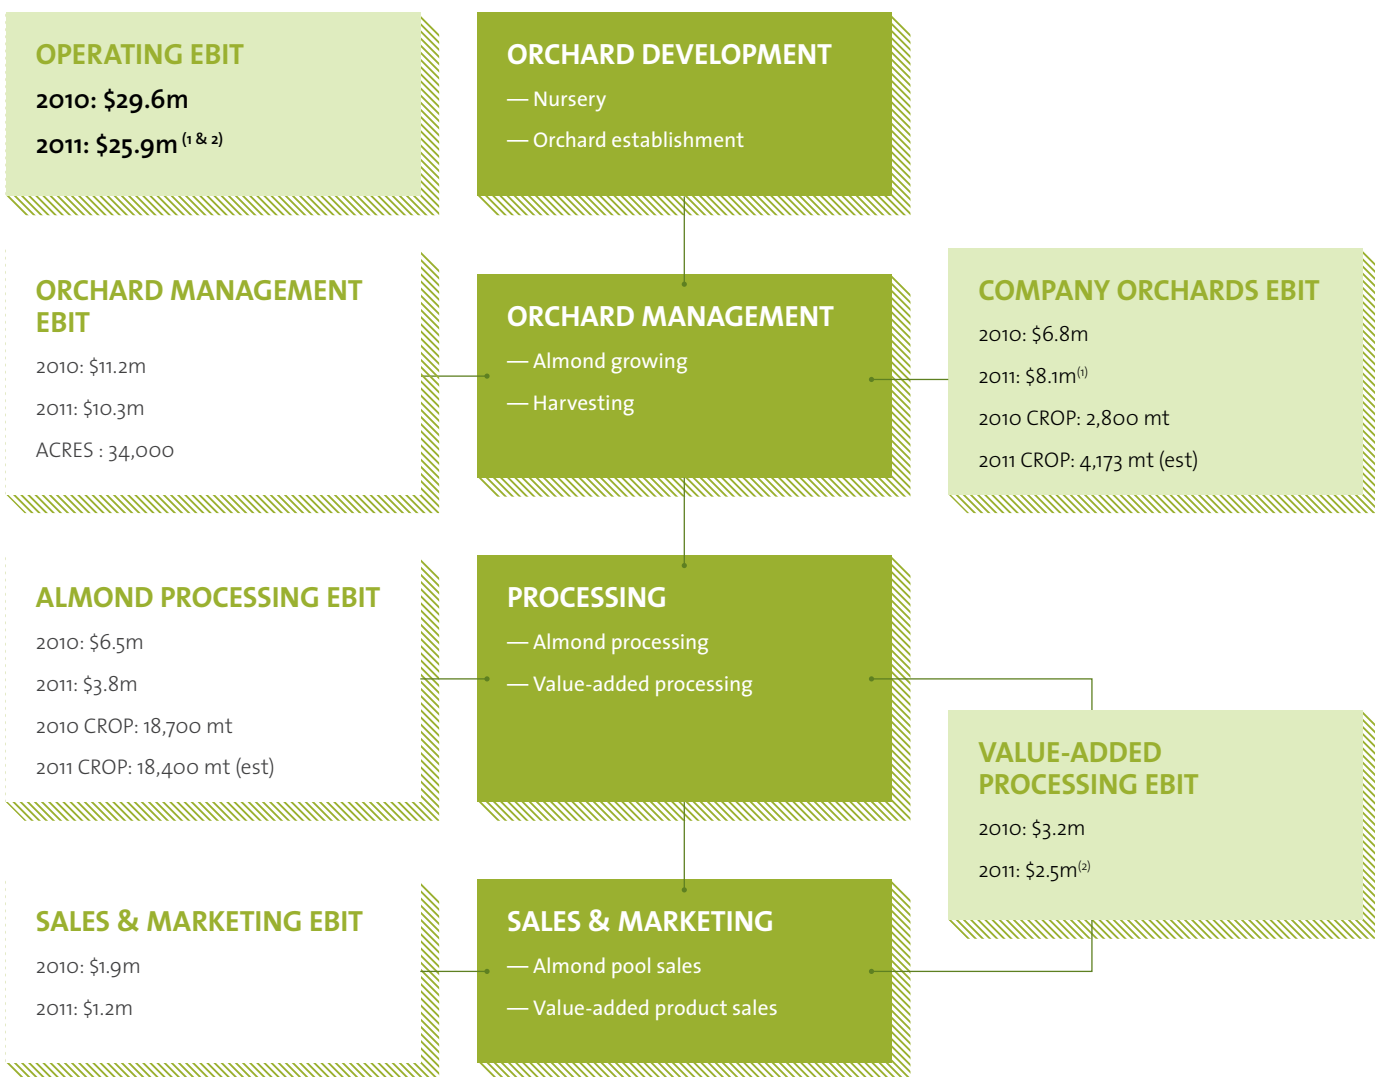 OPERATING EBIT
2010: $29.6m
2011: $25.9m (1 & 2)
ORCHARD DEVELOPMENT
— Nursery
— Orchard establishment
ORCHARD MANAGEMENT
EBIT
2010: $11.2m
2011: $10.3m
ACRES : 34,000
ORCHARD MANAGEMENT
— Almond growing
— Harvesting
COMPANY ORCHARDS EBIT
2010: $6.8m
2011: $8.1m(1)
2010 CROP: 2,800 mt
2011 CROP: 4,173 mt (est)
ALMOND PROCESSING EBIT
2010: $6.5m
2011: $3.8m
2010 CROP: 18,700 mt
2011 CROP: 18,400 mt (est)
PROCESSING
— Almond processing
— Value-added processing
VALUE-ADDED
PROCESSING EBIT
2010: $3.2m
2011: $2.5m(2)
SALES & MARKETING EBIT
2010: $1.9m
2011: $1.2m
SALES & MARKETING
— Almond pool sales
— Value-added product sales